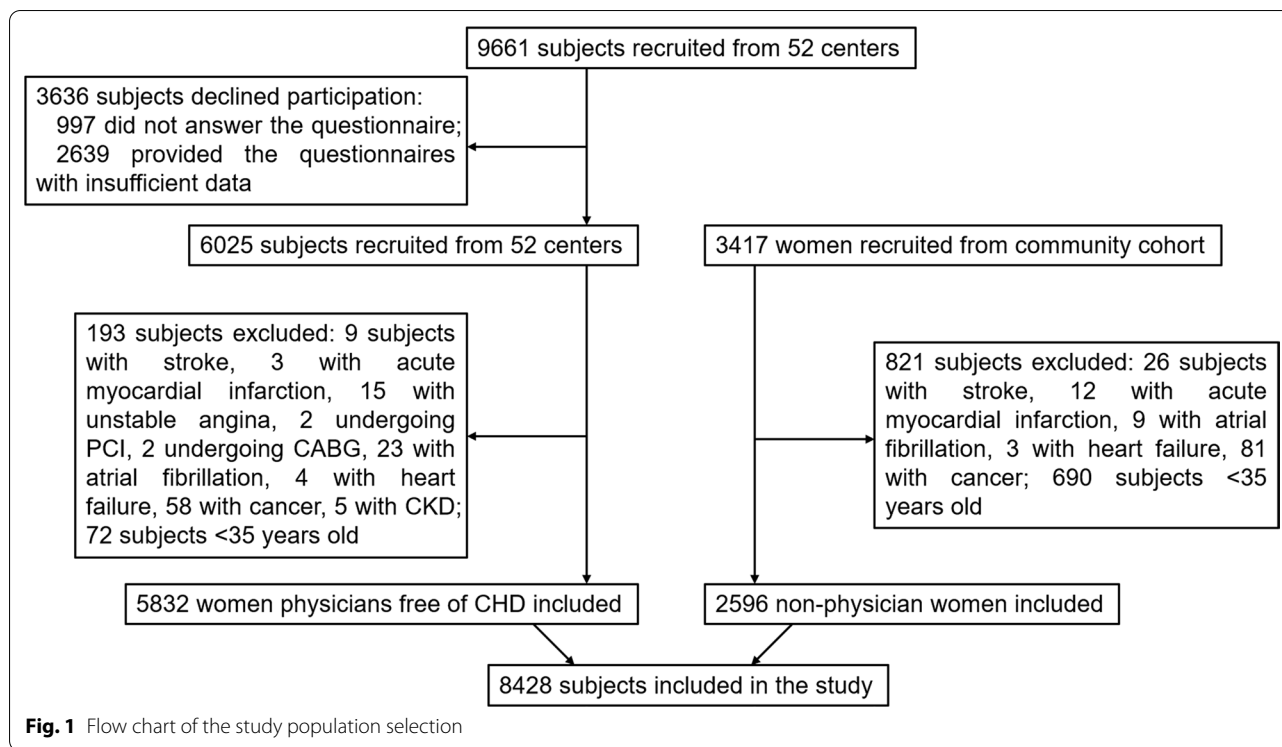 9661 subjects recruited from 52 centers
3636 subjects declined participation:
997 did not answer the questionnaire;
2639 provided the questionnaires
with insufficient data
6025 subjects recruited from 52 centers
3417 women recruited from community cohort
193 subjects excluded: 9 subjects
with stroke, 3 with acute
myocardial infarction, 15 with
unstable angina, 2 undergoing
PCI, 2 undergoing CABG, 23 with
atrial fibrillation, 4 with heart
failure, 58 with cancer, 5 with CKD;
72 subjects <35 years old
821 subjects excluded: 26 subjects
with stroke, 12 with acute
myocardial infarction, 9 with atrial
fibrillation, 3 with heart failure, 81
with cancer; 690 subjects <35
years old
5832 women physicians free of CHD included
2596 non-physician women included
8428 subjects included in the study
Fig. 1 Flow chart of the study population selection